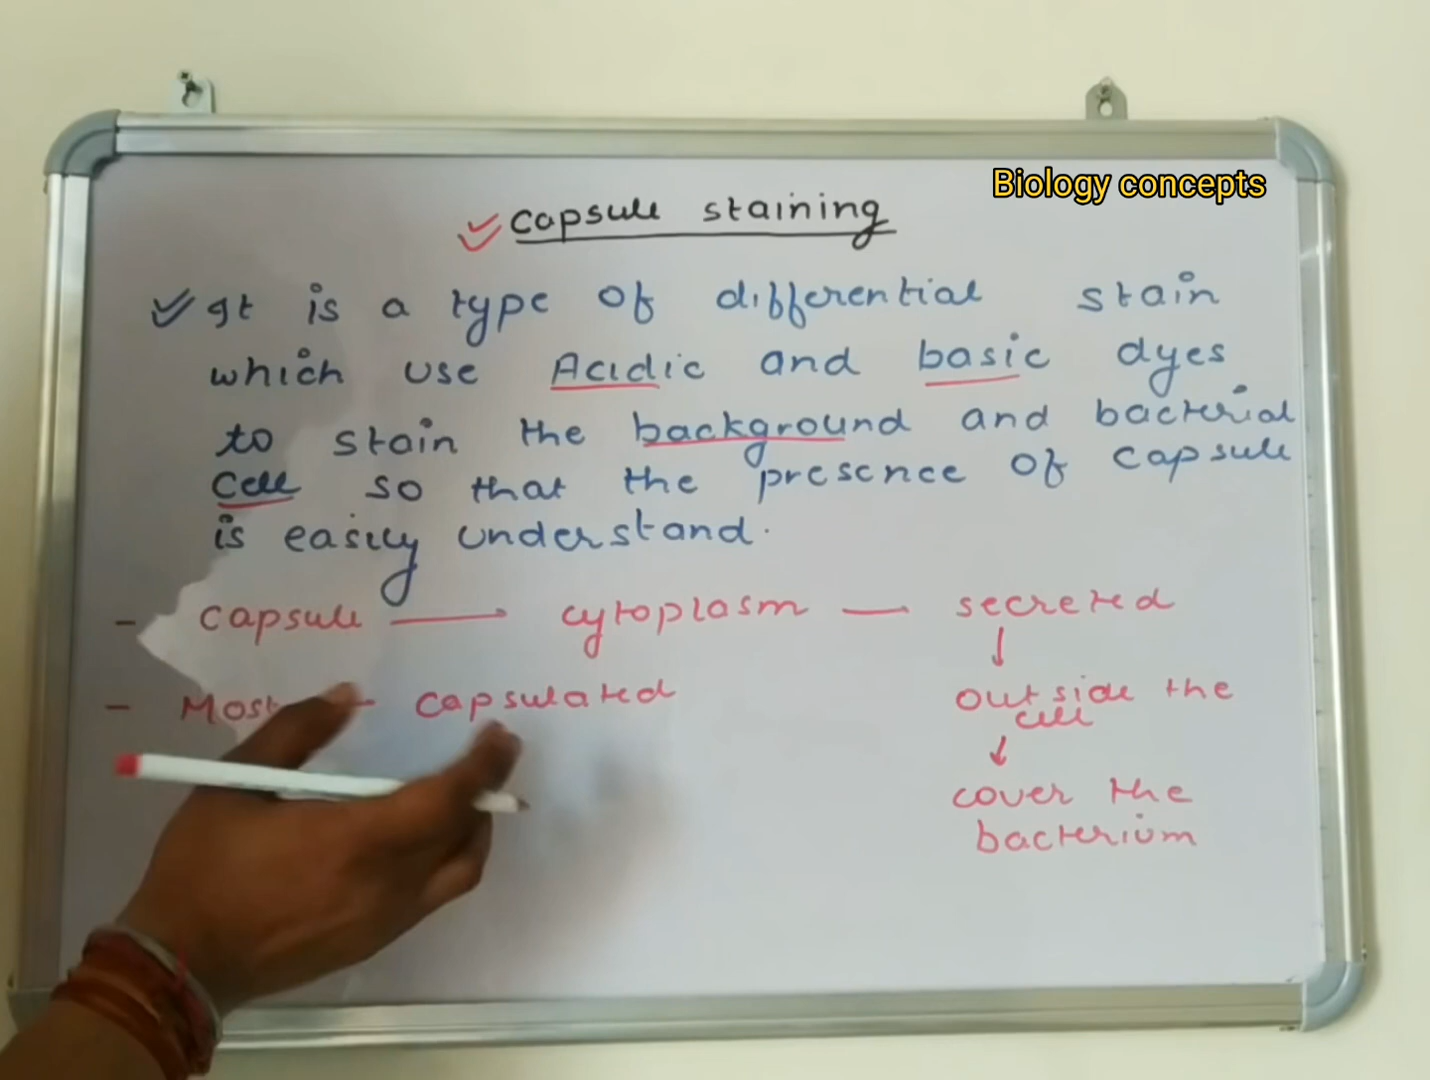 Biology concepts
Capsule staining
It is a type of differential stain
which use Acidic and basic dyes
to stain the background and bacterial
Cell so that the presence of capsule
is easily understand.
- Capsule → cytoplasm — secreted
↓
- Most - Capsulated outside the
cell
↓
cover the
bacterium